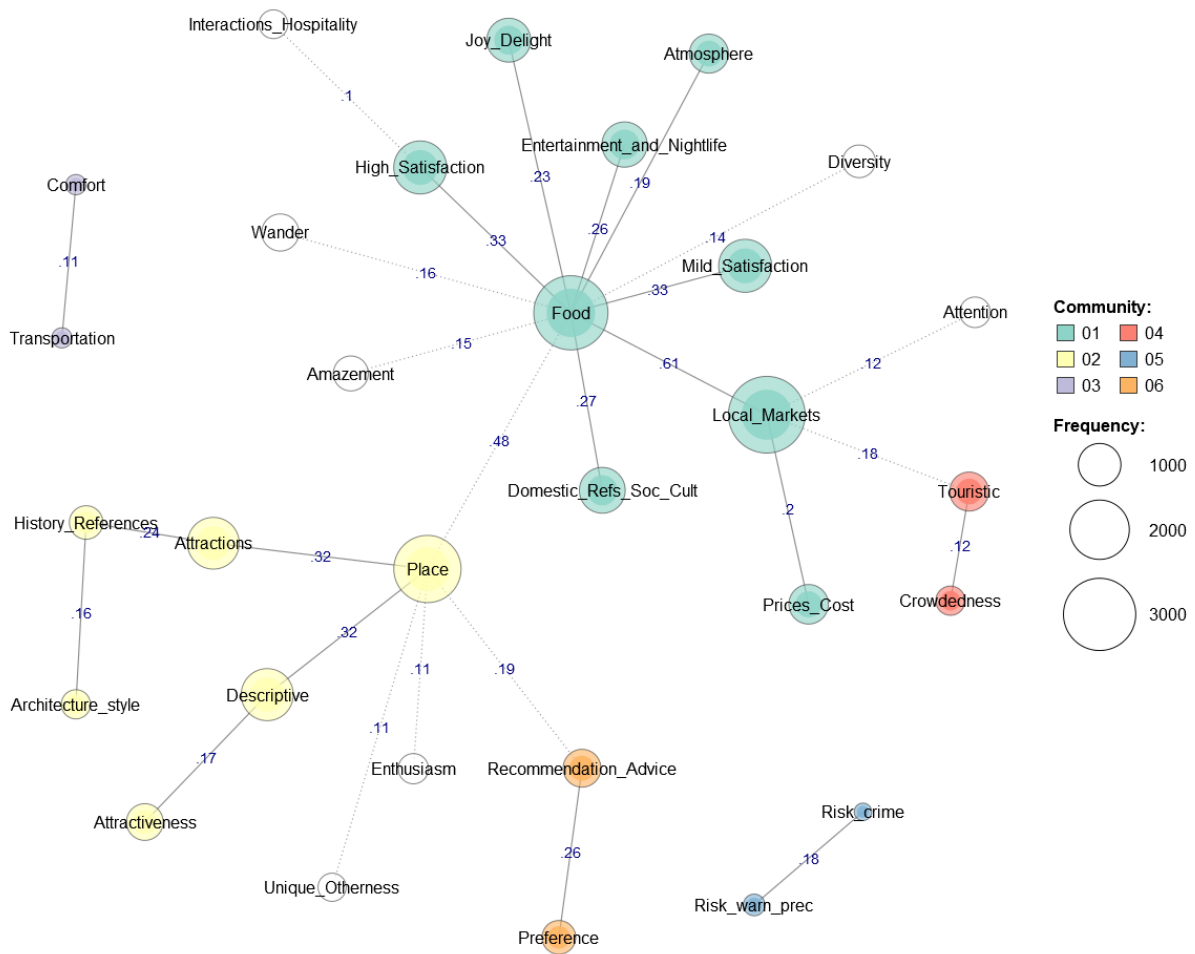 Interactions_Hospitality
Joy_Delight
Atmosphere
.1
Entertainment_and_Nightlife
High_Satisfaction
Diversity
Comfort
.23
.19
Wander
.26
.33
.14
.11
Mild_Satisfaction
.16
.33
Food
Attention
Transportation
.15
Amazement
.61
.12
.27
Local_Markets
.48
.18
Domestic_Refs_Soc_Cult
Touristic
.2
History_References
.24
Attractions
.32
Place
.12
Crowdedness
Prices_Cost
.16
.32
.11
.19
Descriptive
Architecture_style
.11
.17
Enthusiasm
Recommendation_Advice
Attractiveness
Risk_crime
.26
.18
Unique_Otherness
Risk_warn_prec
Preference
Community:
01 04
02 05
03 06
Frequency:
1000
2000
3000